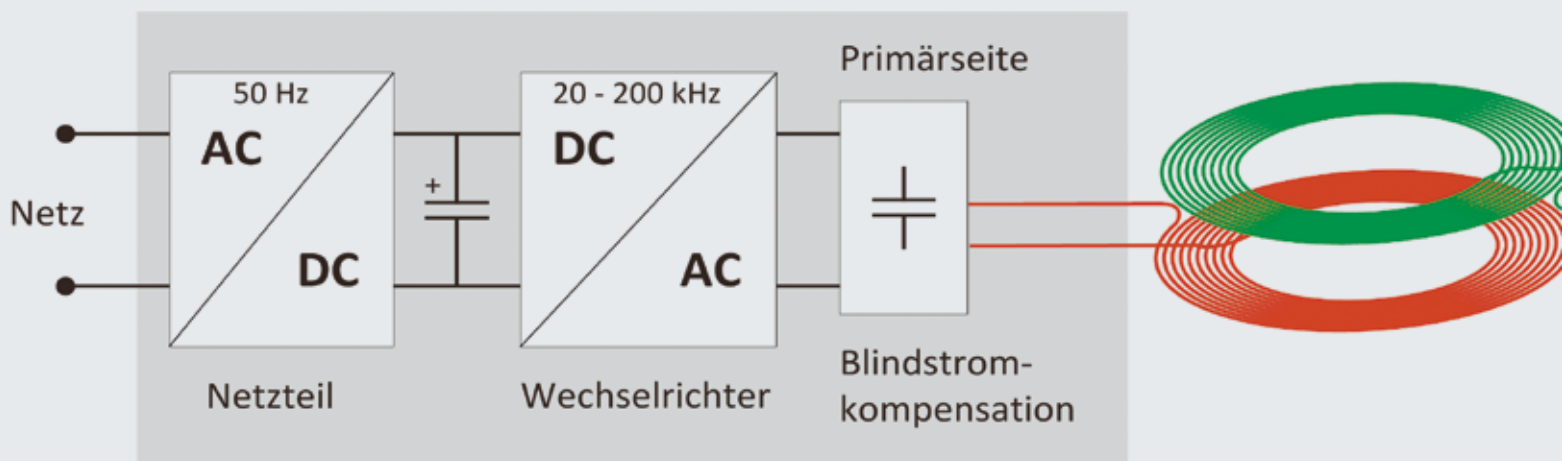 Netz
50 Hz
AC
DC
Netzteil
+
20 - 200 kHz
DC
AC
Wechselrichter
Primärseite
Blindstrom-
kompensation